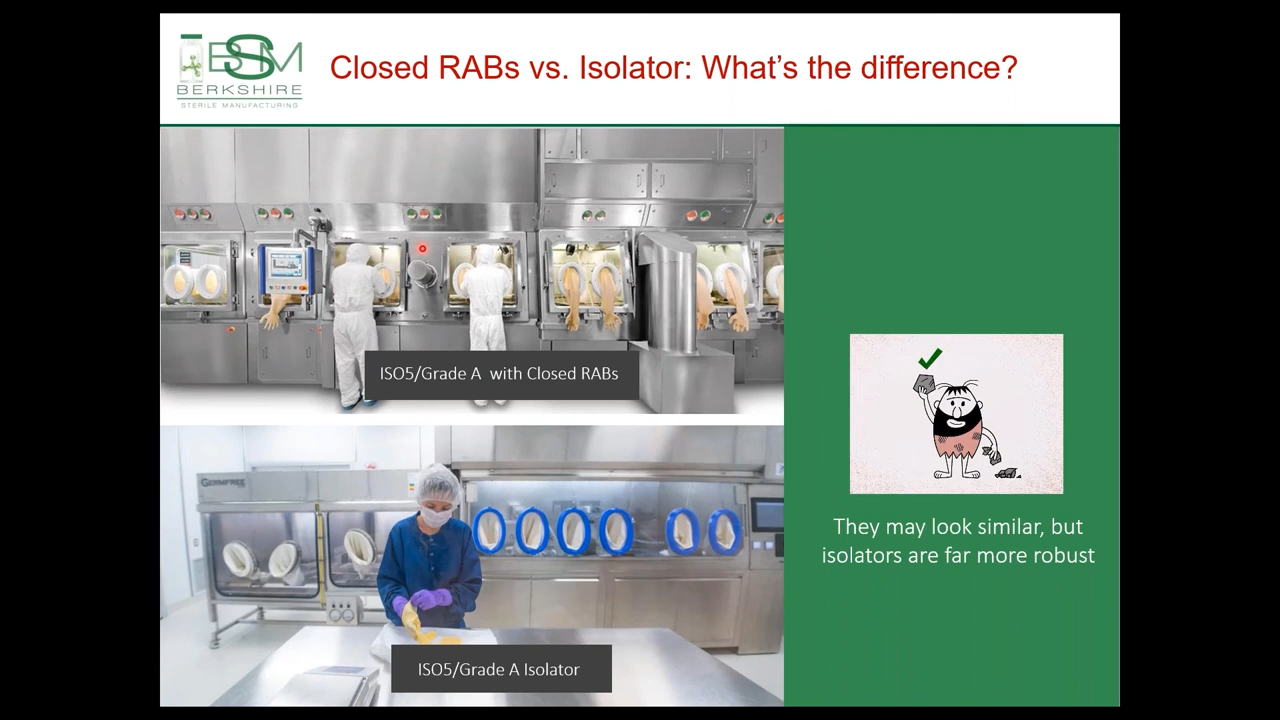 BSM
BERKSHIRE
STERILE MANUFACTURING
Closed RABs vs. Isolator: What's the difference?
ISO5/Grade A with Closed RABs
GERMFREE
ISO5/Grade A Isolator
They may look similar, but
isolators are far more robust